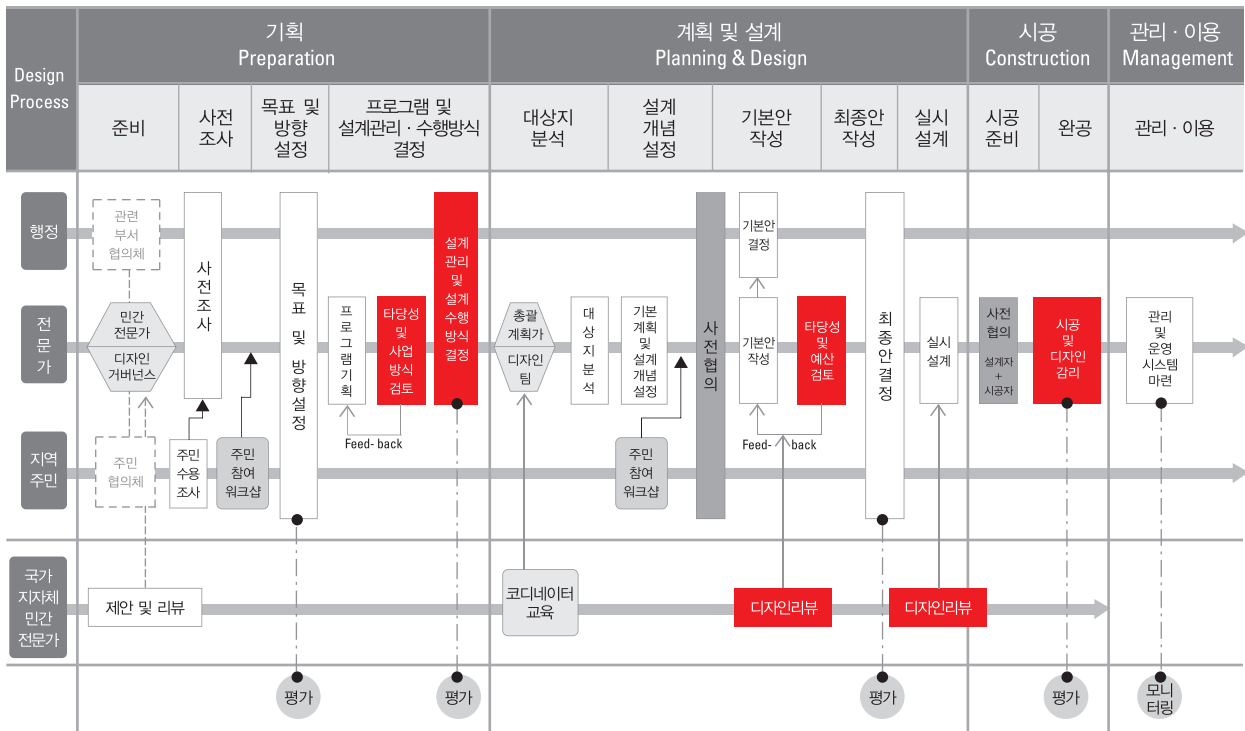 Design
Process
기획
Preparation
계획 및 설계
Planning & Design
시공
Construction
관리 · 이용
Management
준비
사전
조사
목표 및
방향
설정
프로그램 및
설계관리 · 수행방식
결정
대상지
분석
설계
개념
설정
기본안
작성
최종안
작성
실시
설계
시공
준비
완공
관리 · 이용
행정
관련
부서
협의체
사
전
조
사
목
표
및
방
향
설
정
설계
관리
및
설계
수행
방식
결정
사
전
협
의
기본안
결정
최
종
안
결
정
전
문
가
민간
전문가
디자인
거버넌스
프
로
그
램
기
획
타당성
및
사업
방식
검토
Feed- back
총괄
계획가
디자인
팀
대
상
지
분
석
기본
계획
및
설계
개념
설정
기본안
작성
타당성
및
예산
검토
Feed- back
실시
설계
사전
협의
설계자
+
시공자
시공
및
디자인
감리
관리
및
운영
시스템
마련
지역
주민
주민
협의체
주민
수용
조사
주민
참여
워크샵
주민
참여
워크샵
국가
지자체
민간
전문가
제안 및 리뷰
코디네이터
교육
디자인리뷰
디자인리뷰
평가
평가
평가
평가
모니
터링